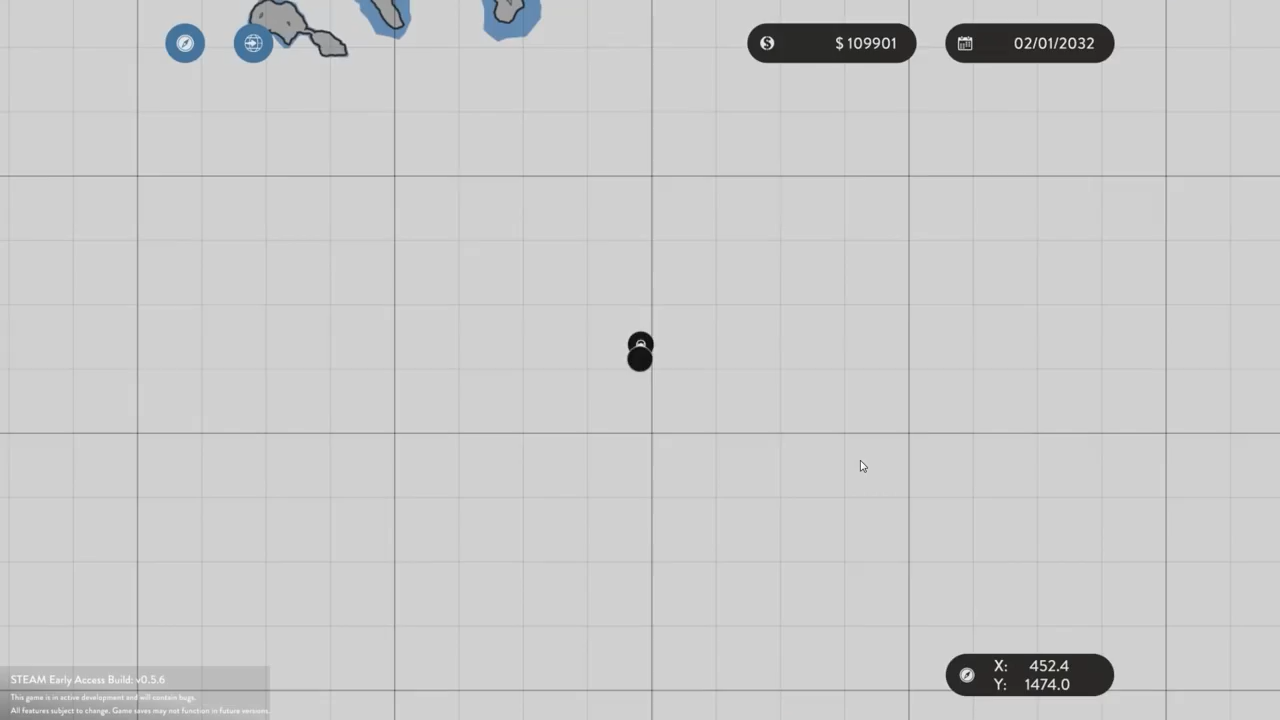 $ 109901
02/01/2032
X: 452.4
Y: 1474.0
STEAM Early Access Build: v0.5.6
This game is in active development and will contain bugs.
All features subject to change. Game saves may not function in future versions.